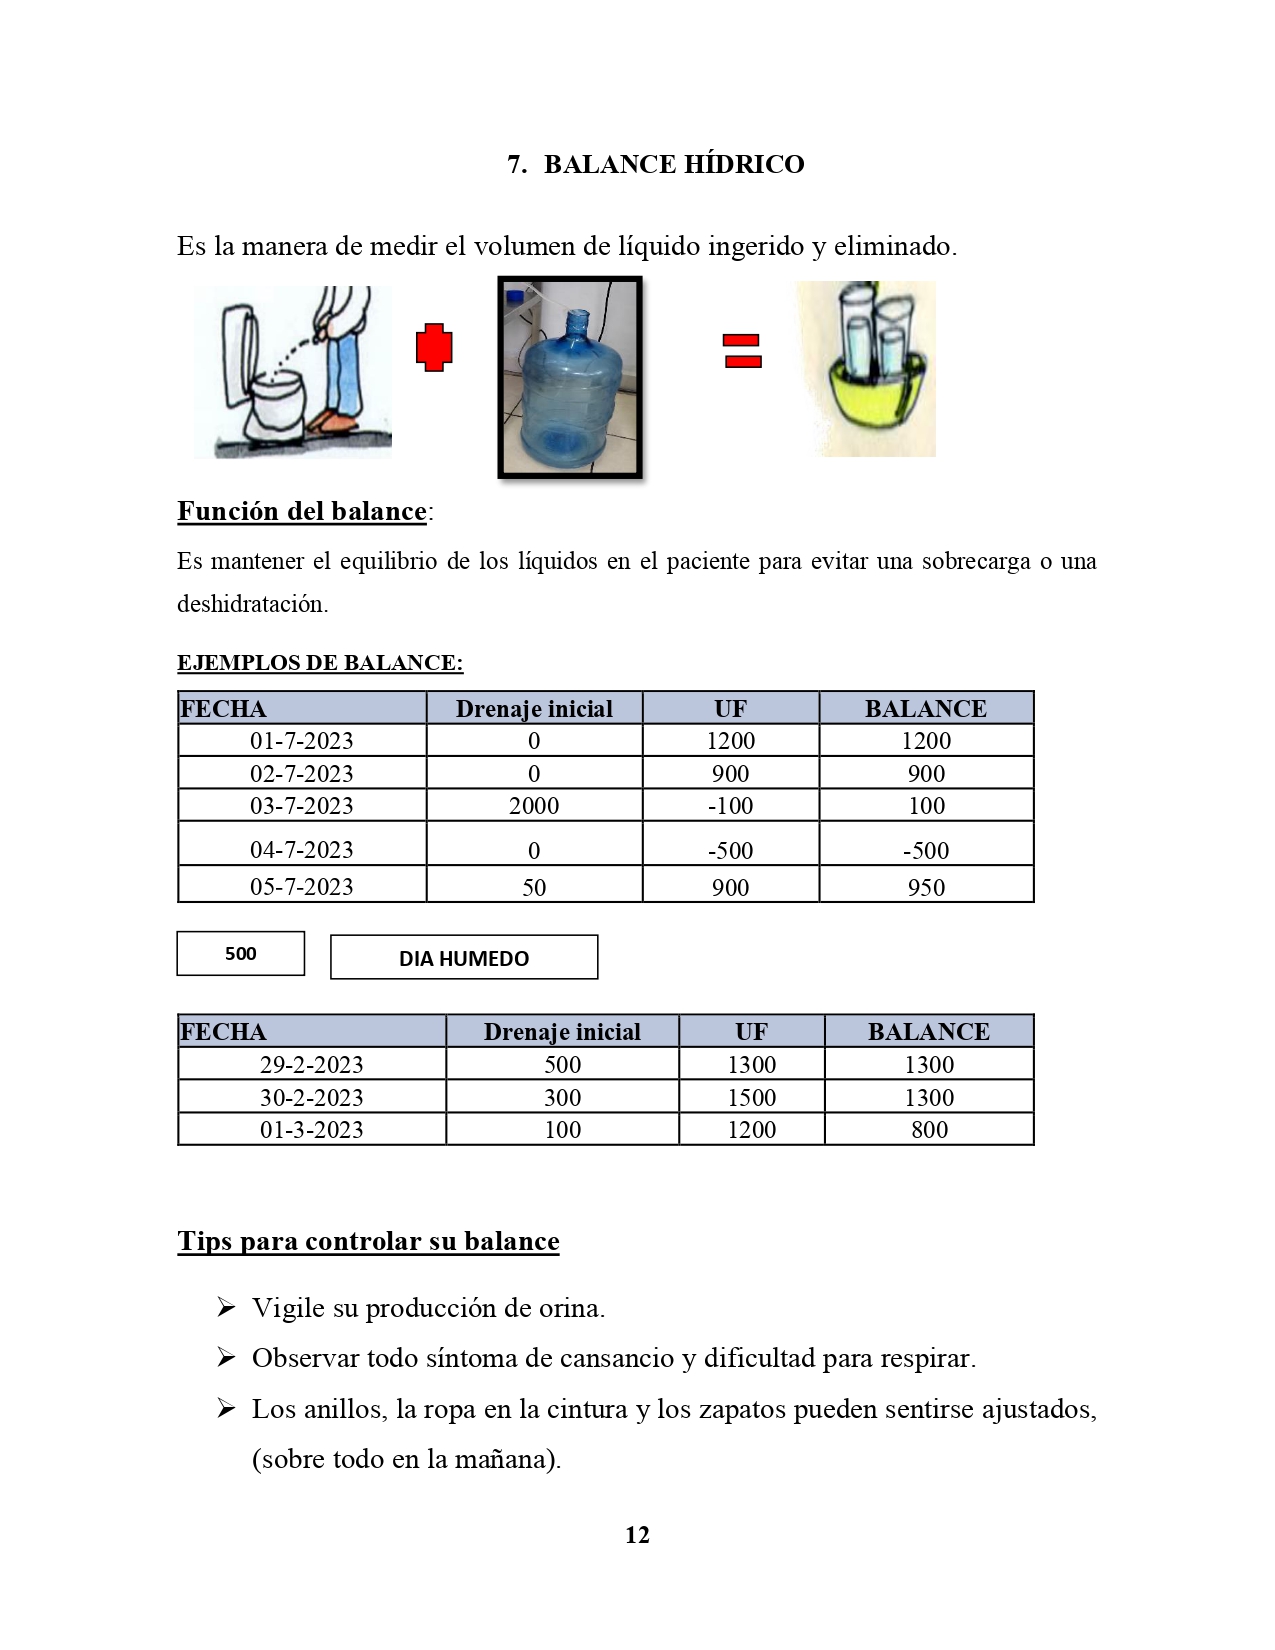 7. BALANCE HÍDRICO
Es la manera de medir el volumen de líquido ingerido y eliminado.
Función del balance:
Es mantener el equilibrio de los líquidos en el paciente para evitar una sobrecarga o una
deshidratación.
EJEMPLOS DE BALANCE:
FECHA Drenaje inicial UF BALANCE
01-7-2023 0 1200 1200
02-7-2023 0 900 900
03-7-2023 2000 -100 100
04-7-2023 0 -500 -500
05-7-2023 50 900 950
500 DIA HUMEDO
FECHA Drenaje inicial UF BALANCE
29-2-2023 500 1300 1300
30-2-2023 300 1500 1300
01-3-2023 100 1200 800
Tips para controlar su balance
➢ Vigile su producción de orina.
➢ Observar todo síntoma de cansancio y dificultad para respirar.
➢ Los anillos, la ropa en la cintura y los zapatos pueden sentirse ajustados,
(sobre todo en la mañana).
12